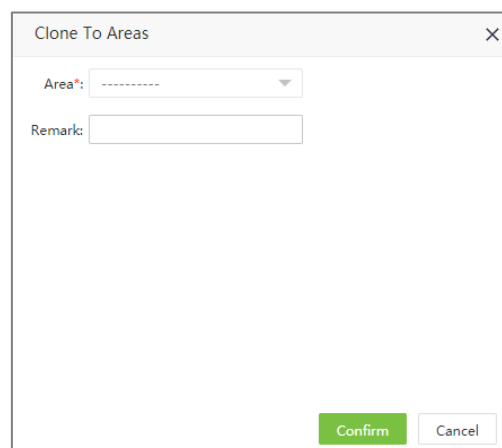 Clone To Areas
Area*: ----------
Remark:
Confirm Cancel